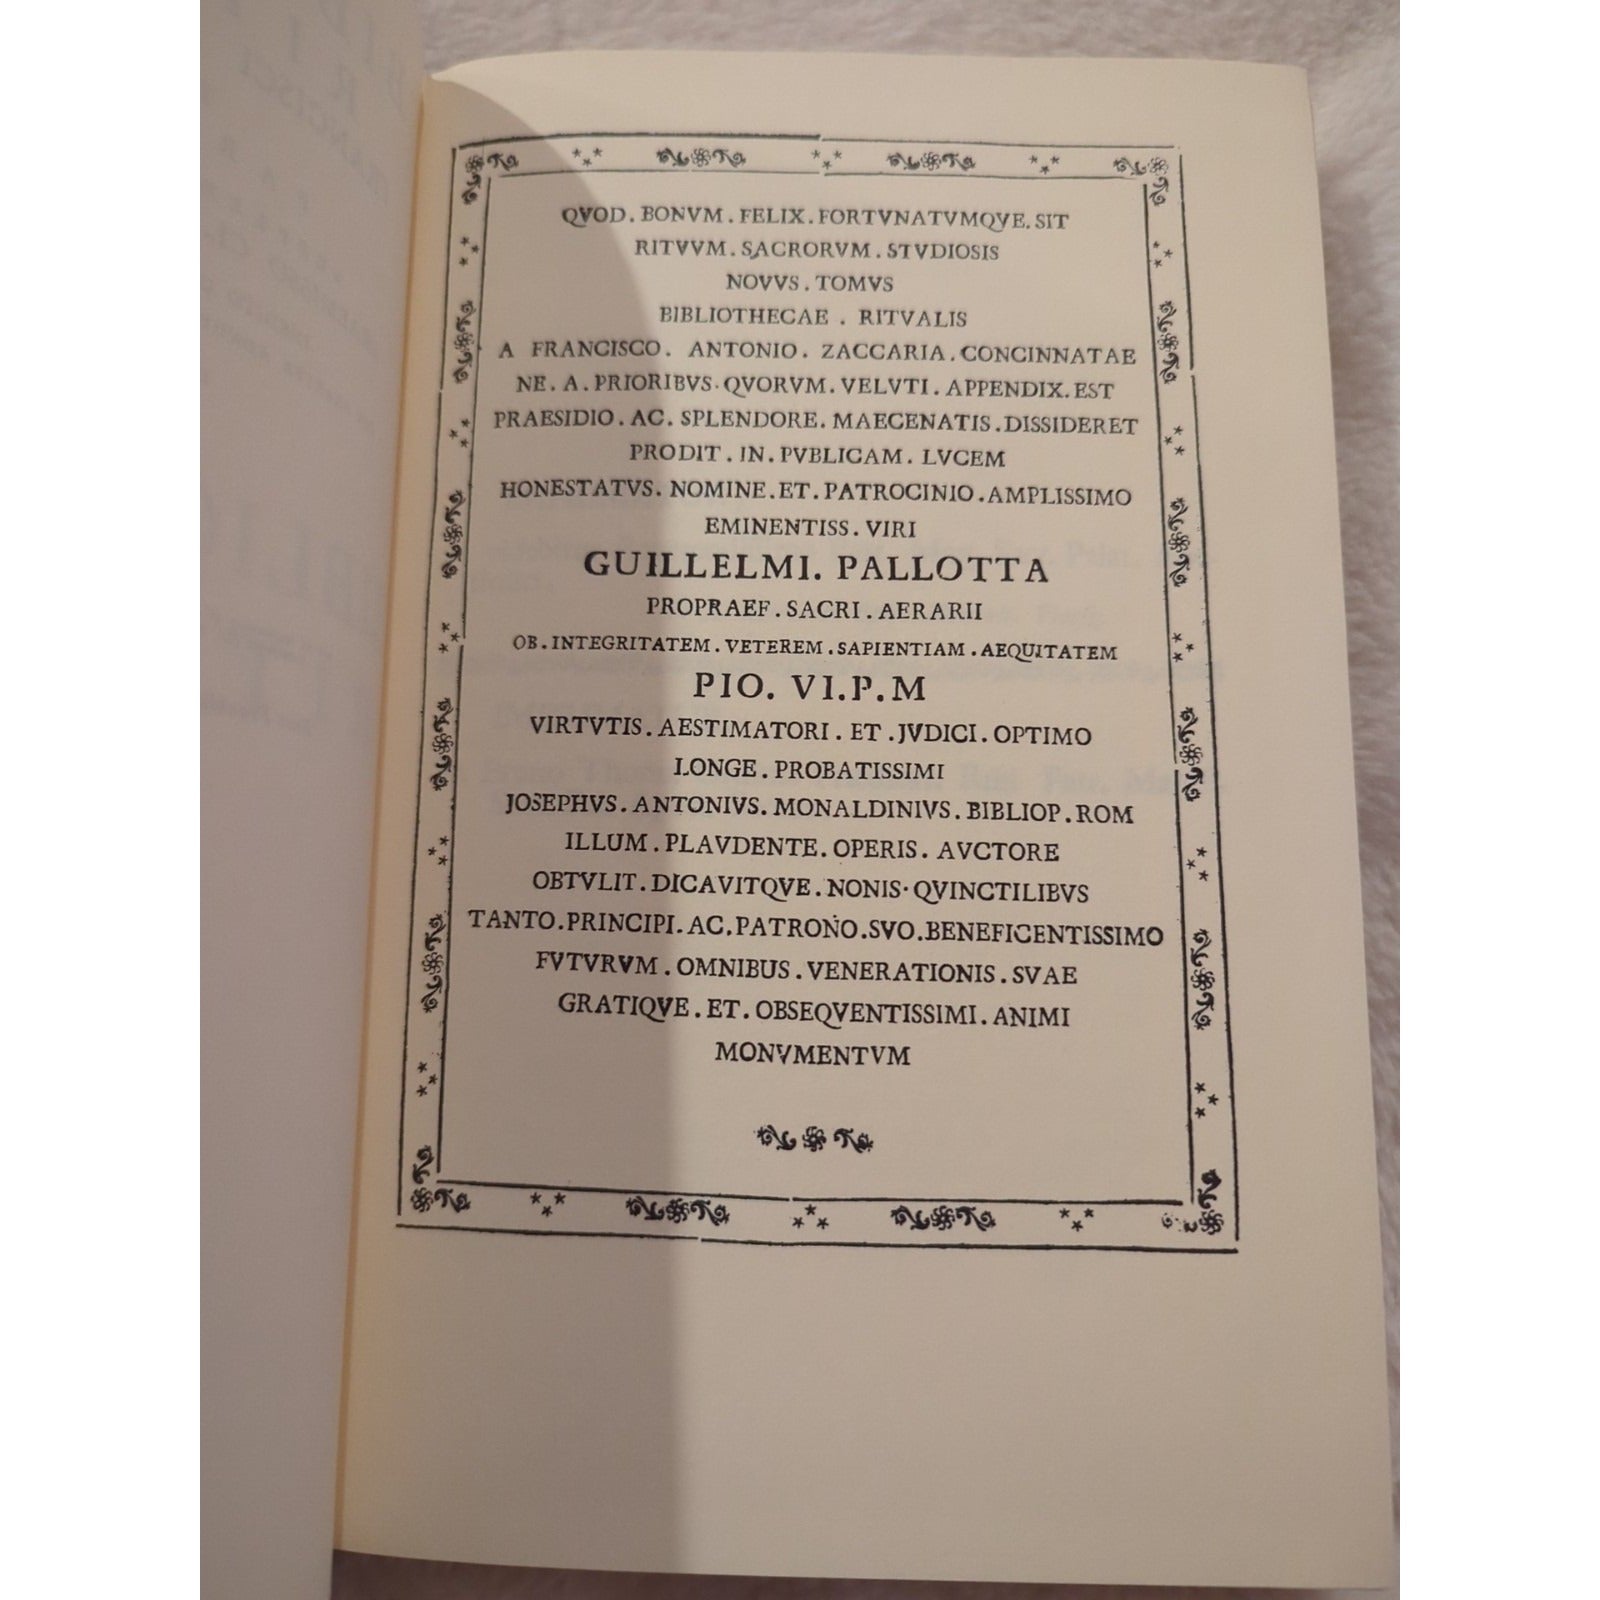 QVOD. BONVM. FELIX. FORTVNATVMQVE. SIT
RITVVM. SACRORVM. STVDIOSIS
NOVVS. TOMVS
BIBLIOTHECAE. RITVALIS
A FRANCISCO. ANTONIO. ZACCARIA. CONCINNATAE
NE. A. PRIORIBVS. QVORVM. VELVTI. APPENDIX. EST
PRAESIDIO. AC. SPLENDORE. MAECENATIS. DISSIDERET
PRODIT. IN. PVBLICAM. LVCEM
HONESTATVS. NOMINE. ET. PATROCINIO. AMPLISSIMO
EMINENTISS. VIRI
GUILLELMI. PALLOTTA
PROPRAEF. SACRI. AERARII
OB. INTEGRITATEM. VETEREM. SAPIENTIAM. AEQUITATEM
PIO. VI. P. M
VIRTVTIS. AESTIMATORI. ET. JVDICI. OPTIMO
LONGE. PROBATISSIMI
JOSEPHVS. ANTONIVS. MONALDINIVS. BIBLIOP. ROM
ILLUM. PLAVDENTE. OPERIS. AVCTORE
OBTVLIT. DICAVITQVE. NONIS. QVINCTILIBVS
TANTO. PRINCIPI. AC. PATRONO. SVO. BENEFICENTISSIMO
FVTVRVM. OMNIBUS. VENERATIONIS. SVAE
GRATIQVE. ET. OBSEQVENTISSIMI. ANIMI
MONVMENTVM